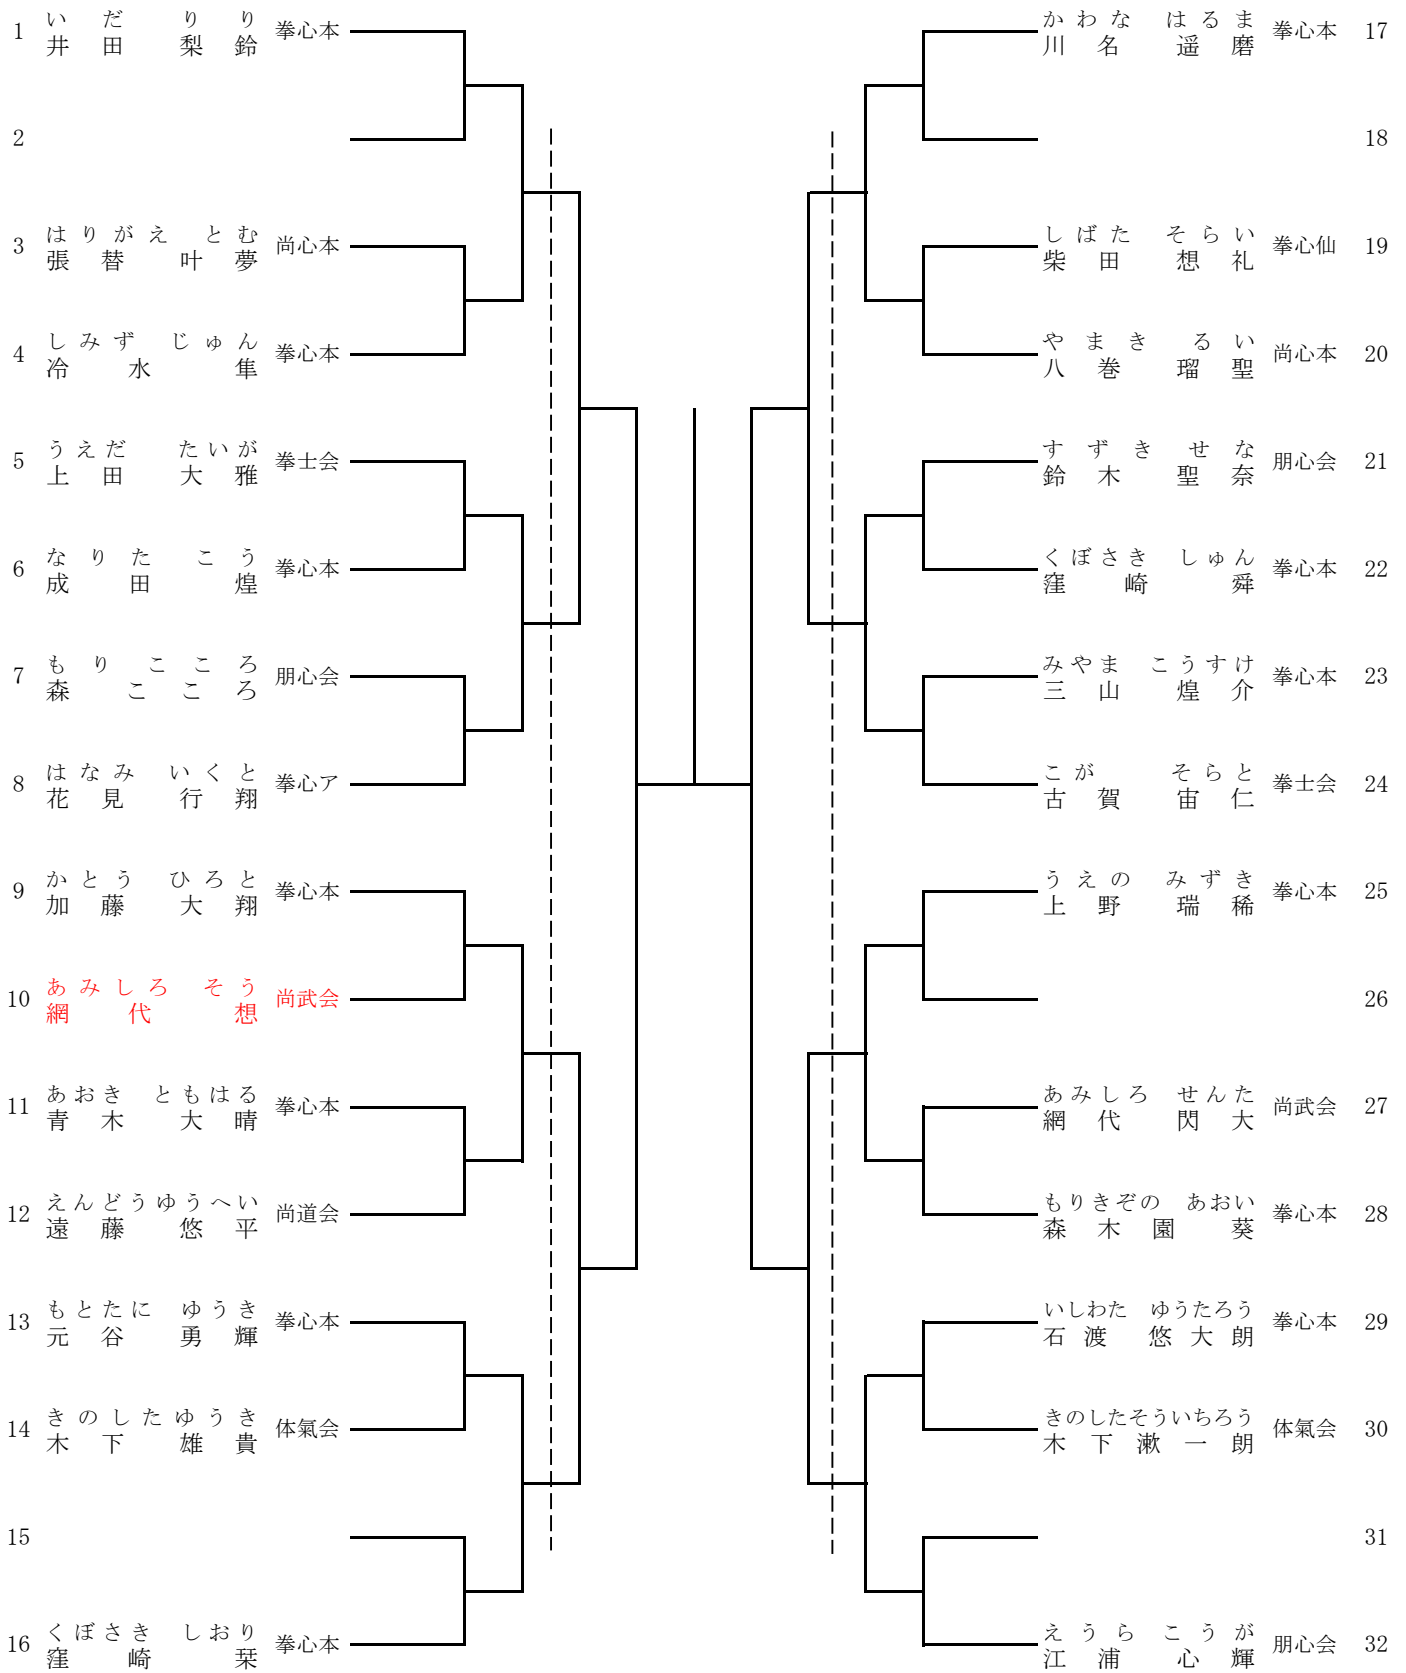 いだ りり
1 井田 梨鈴 拳心本
2
はりがえ とむ
3 張替 叶夢 尚心本
しみず じゅん
4 冷水 隼 拳心本
うえだ たいが
5 上田 大雅 拳士会
なりた こう
6 成田 煌 拳心本
もり こころ
7 森 こころ 朋心会
はなみ いくと
8 花見 行翔 拳心ア
かとう ひろと
9 加藤 大翔 拳心本
あみしろ そう
10 網代 想 尚武会
あおき ともはる
11 青木 大晴 拳心本
えんどうゆうへい
12 遠藤 悠平 尚道会
もとたに ゆうき
13 元谷 勇輝 拳心本
きのしたゆうき
14 木下 雄貴 体氣会
15
くぼさき しおり
16 窪崎 栞 拳心本
かわな はるま
川名 遥磨 拳心本 17
18
しばた そらい
柴田 想礼 拳心仙 19
やまき るい
八巻 瑠聖 尚心本 20
すずき せな
鈴木 聖奈 朋心会 21
くぼさき しゅん
窪崎 舜 拳心本 22
みやま こうすけ
三山 煌介 拳心本 23
こが そらと
古賀 宙仁 拳士会 24
うえの みずき
上野 瑞稀 拳心本 25
26
あみしろ せんた
網代 閃大 尚武会 27
もりきぞの あおい
森木園 葵 拳心本 28
いしわた ゆうたろう
石渡 悠大朗 拳心本 29
きのしたそういちろう
木下漱一朗 体氣会 30
31
えうら こうが
江浦 心輝 朋心会 32